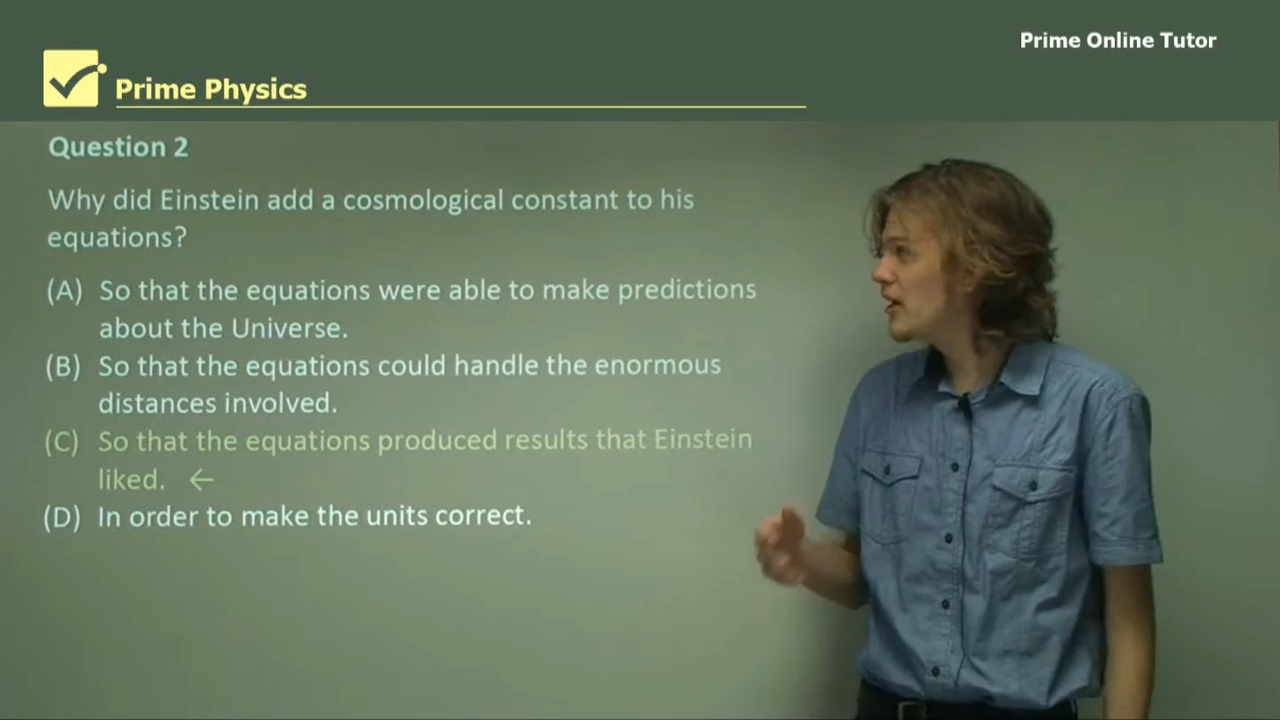 Prime Online Tutor
Prime Physics
Question 2
Why did Einstein add a cosmological constant to his
equations?
(A) So that the equations were able to make predictions
about the Universe.
(B) So that the equations could handle the enormous
distances involved.
(C) So that the equations produced results that Einstein
liked. ←
(D) In order to make the units correct.